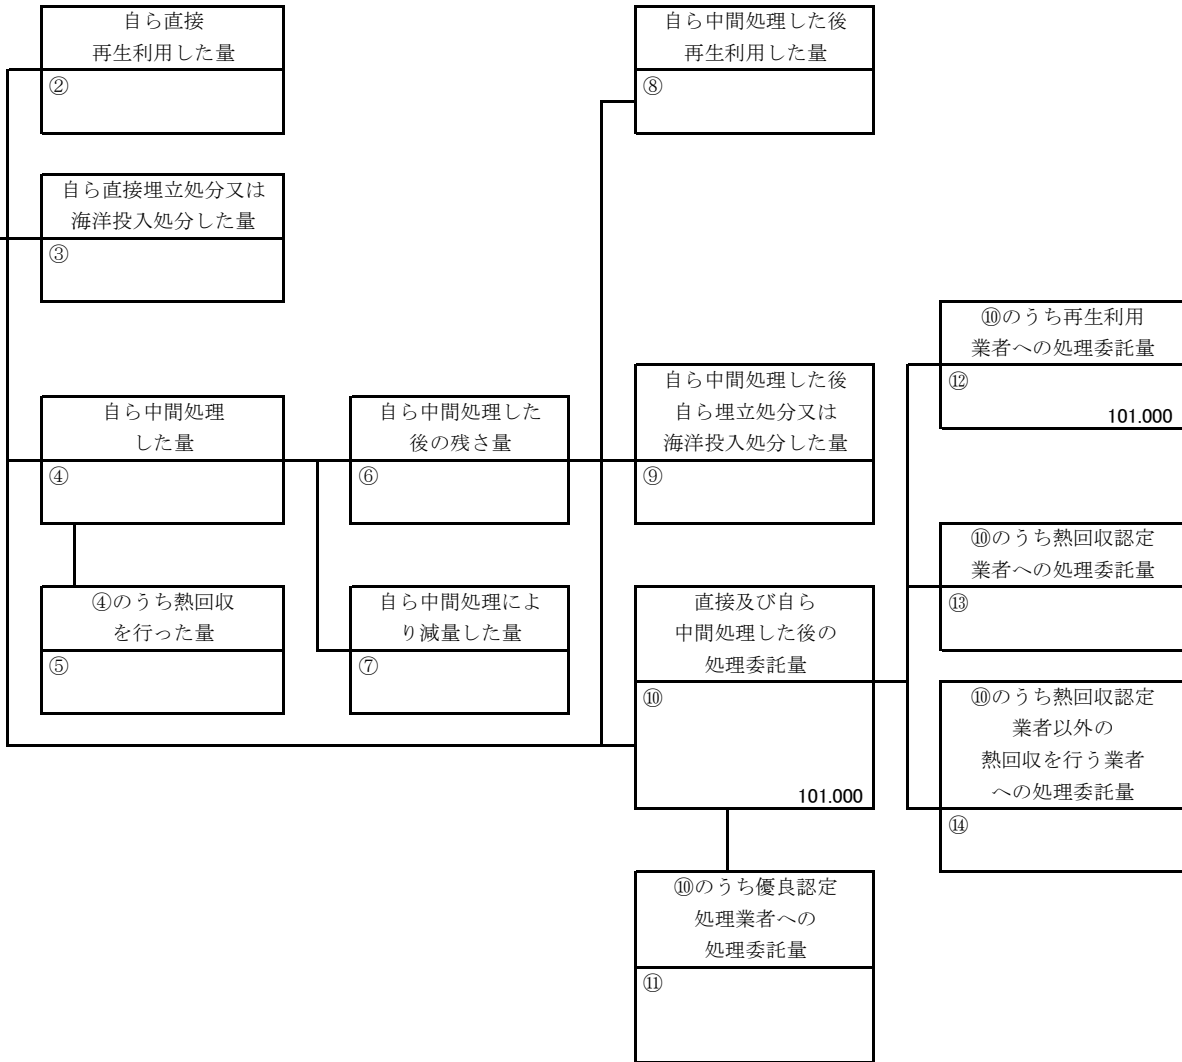 自ら直接
再生利用した量
②
自ら中間処理した後
再生利用した量
⑧
自ら直接埋立処分又は
海洋投入処分した量
③
⑩のうち再生利用
業者への処理委託量
⑫
101.000
自ら中間処理
した量
④
自ら中間処理した
後の残さ量
⑥
自ら中間処理した後
自ら埋立処分又は
海洋投入処分した量
⑨
⑩のうち熱回収認定
業者への処理委託量
⑬
④のうち熱回収
を行った量
⑤
自ら中間処理によ
り減量した量
⑦
直接及び自ら
中間処理した後の
処理委託量
⑩
101.000
⑩のうち熱回収認定
業者以外の
熱回収を行う業者
への処理委託量
⑭
⑩のうち優良認定
処理業者への
処理委託量
⑪